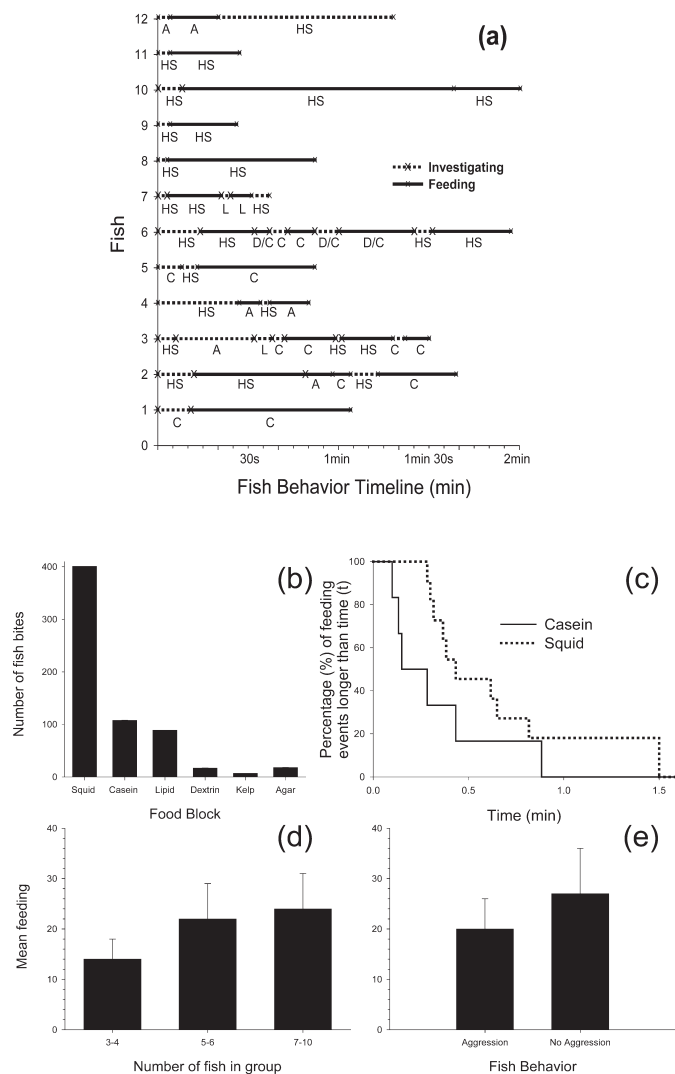 (a)
12
A A HS
11
HS HS
10
HS HS HS
9
HS HS
8
HS HS
7
HS HS L L HS
6
HS HS D/C C C D/C D/C HS HS
5
C HS C
4
HS A HS A
3
HS A L C C HS HS C C
2
HS HS A C HS C
1
C C
0
Investigating
Feeding
Fish
30s 1min 1min 30s 2min
Fish Behavior Timeline (min)
(b)
Number of fish bites
400
300
200
100
0
Squid Casein Lipid Dextrin Kelp Agar
Food Block
(c)
Percentage (%) of feeding
events longer than time (t)
100
80
60
40
20
0
Casein
Squid
0.0 0.5 1.0 1.5
Time (min)
(d)
Mean feeding
40
30
20
10
0
3-4 5-6 7-10
Number of fish in group
(e)
40
30
20
10
0
Aggression No Aggression
Fish Behavior